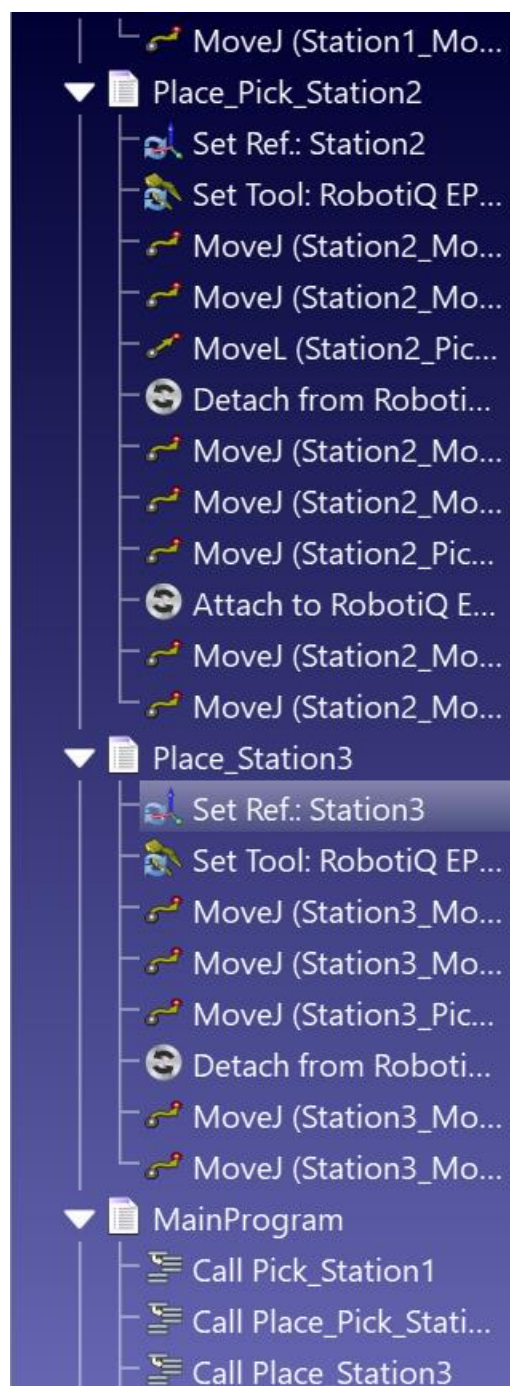 MoveJ (Station1_Mo...
Place_Pick_Station2
Set Ref.: Station2
Set Tool: RobotiQ EP...
MoveJ (Station2_Mo...
MoveJ (Station2_Mo...
MoveL (Station2_Pic...
Detach from Roboti...
MoveJ (Station2_Mo...
MoveJ (Station2_Mo...
MoveJ (Station2_Pic...
Attach to RobotiQ E...
MoveJ (Station2_Mo...
MoveJ (Station2_Mo...
Place_Station3
Set Ref.: Station3
Set Tool: RobotiQ EP...
MoveJ (Station3_Mo...
MoveJ (Station3_Mo...
MoveJ (Station3_Pic...
Detach from Roboti...
MoveJ (Station3_Mo...
MoveJ (Station3_Mo...
MainProgram
Call Pick_Station1
Call Place_Pick_Stati...
Call Place_Station3